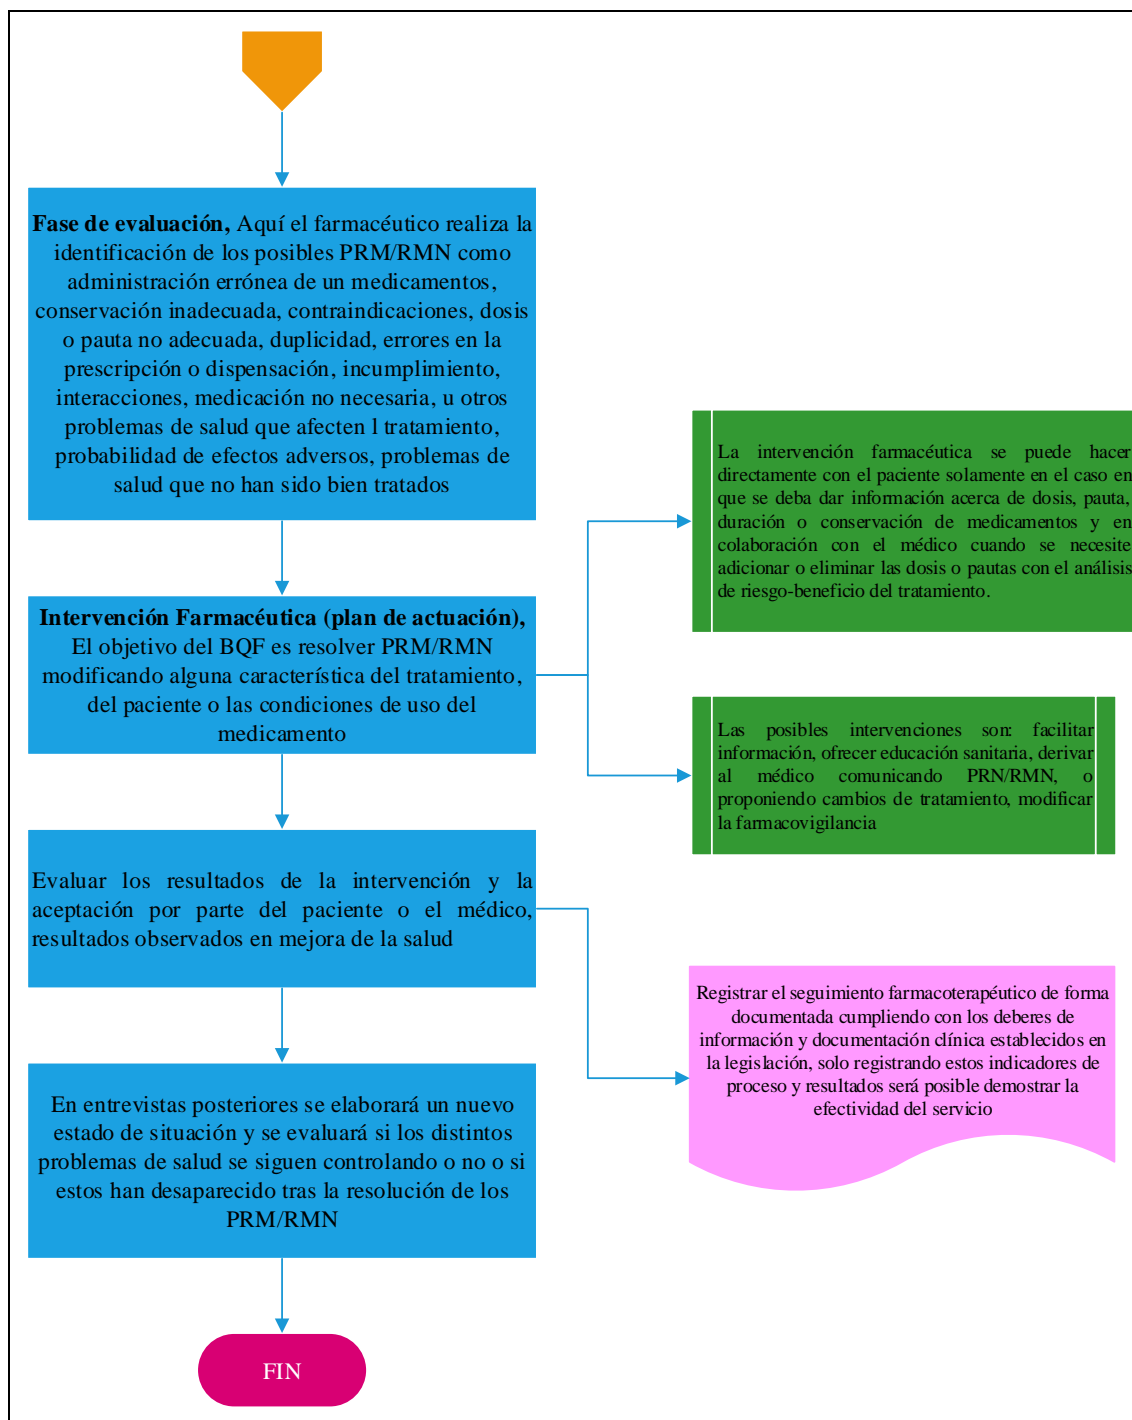 Fase de evaluación, Aquí el farmacéutico realiza la
identificación de los posibles PRM/RMN como
administración errónea de un medicamentos,
conservación inadecuada, contraindicaciones, dosis
o pauta no adecuada, duplicidad, errores en la
prescripción o dispensación, incumplimiento,
interacciones, medicación no necesaria, u otros
problemas de salud que afecten l tratamiento,
probabilidad de efectos adversos, problemas de
salud que no han sido bien tratados
La intervención farmacéutica se puede hacer
directamente con el paciente solamente en el caso en
que se deba dar información acerca de dosis, pauta,
duración o conservación de medicamentos y en
colaboración con el médico cuando se necesite
adicionar o eliminar las dosis o pautas con el análisis
de riesgo-beneficio del tratamiento.
Intervención Farmacéutica (plan de actuación),
El objetivo del BQF es resolver PRM/RMN
modificando alguna característica del tratamiento,
del paciente o las condiciones de uso del
medicamento
Las posibles intervenciones son: facilitar
información, ofrecer educación sanitaria, derivar
al médico comunicando PRN/RMN, o
proponiendo cambios de tratamiento, modificar
la farmacovigilancia
Evaluar los resultados de la intervención y la
aceptación por parte del paciente o el médico,
resultados observados en mejora de la salud
Registrar el seguimiento farmacoterapéutico de forma
documentada cumpliendo con los deberes de
información y documentación clínica establecidos en
la legislación, solo registrando estos indicadores de
proceso y resultados será posible demostrar la
efectividad del servicio
En entrevistas posteriores se elaborará un nuevo
estado de situación y se evaluará si los distintos
problemas de salud se siguen controlando o no o si
estos han desaparecido tras la resolución de los
PRM/RMN
FIN